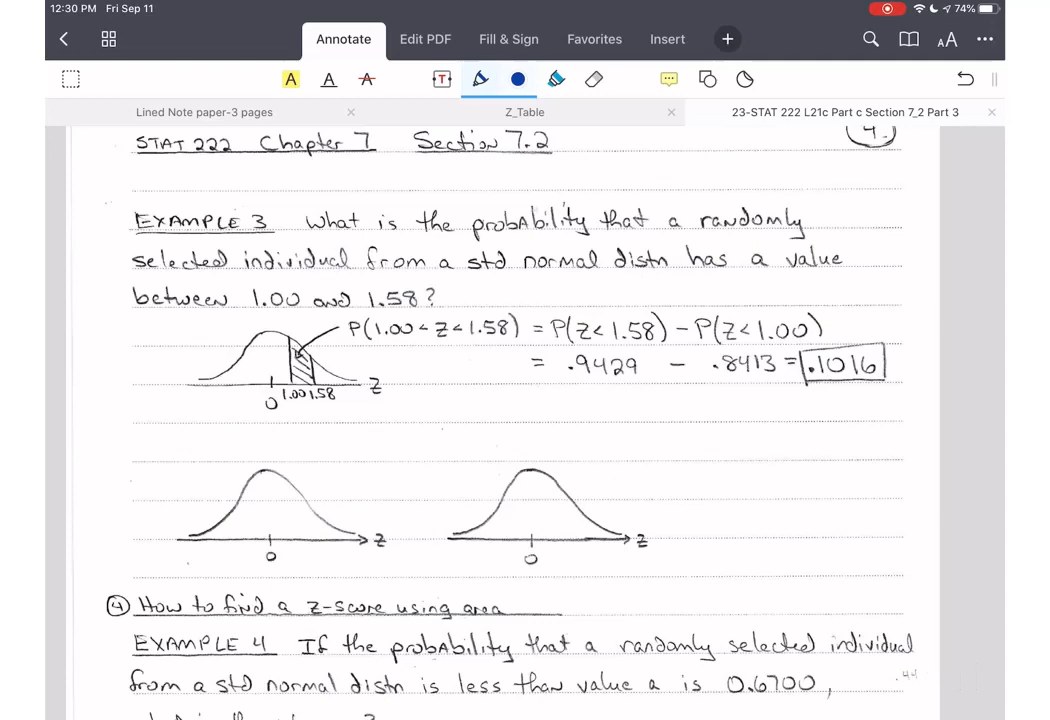 12:30 PM Fri Sep 11
74%
Annotate Edit PDF Fill & Sign Favorites Insert
Lined Note paper-3 pages Z_Table 23-STAT 222 L21c Part c Section 7_2 Part 3
STAT 222 Chapter 7 Section 7.2 4
EXAMPLE 3 What is the probability that a randomly
selected individual from a std normal distn has a value
between 1.00 and 1.58?
P(1.00 < Z < 1.58) = P(Z < 1.58) - P(Z < 1.00)
= .9429 - .8413 = .1016
0 1.00 1.58 Z
0 Z 0 Z
④ How to find a z-score using area
EXAMPLE 4 If the probability that a randomly selected individual
from a std normal distn is less than value a is 0.6700, .44